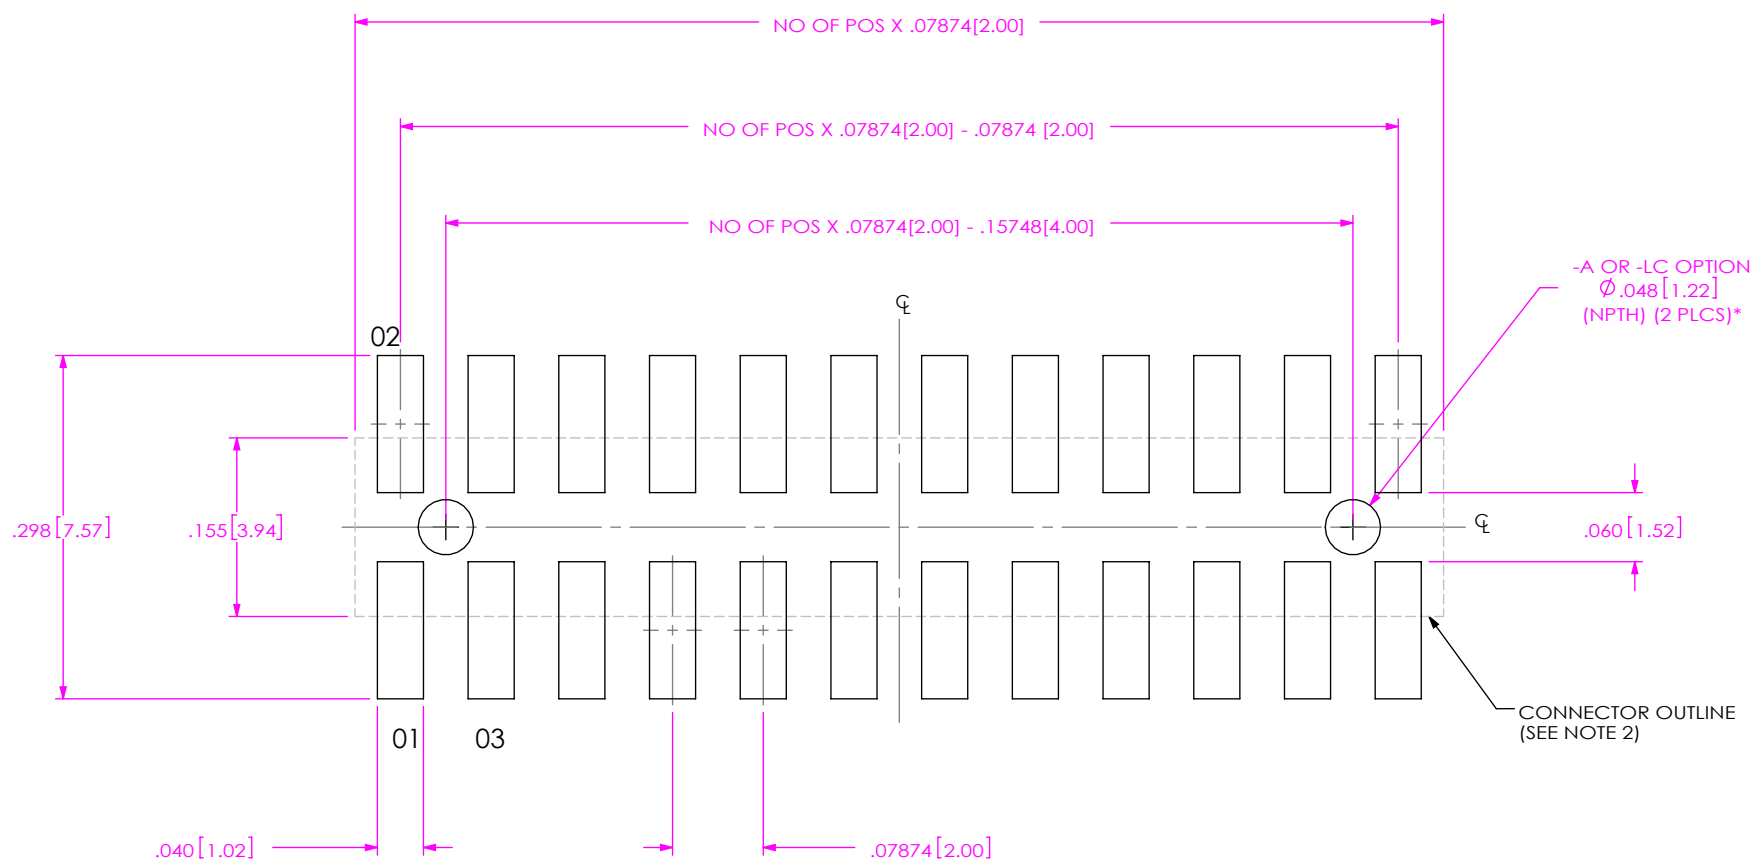 NO OF POS X .07874[2.00]
NO OF POS X .07874[2.00] - .07874 [2.00]
NO OF POS X .07874[2.00] - .15748[4.00]
-A OR -LC OPTION
Ø.048[1.22]
(NPTH) (2 PLCS)*
℄
02
.298[7.57]
.155[3.94]
℄
.060[1.52]
CONNECTOR OUTLINE
(SEE NOTE 2)
01
03
.040[1.02]
.07874[2.00]